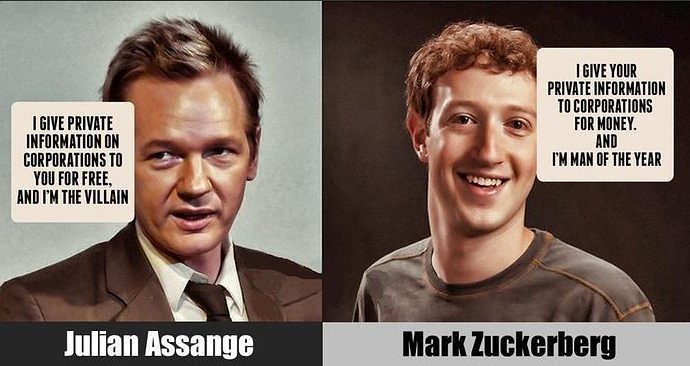 I GIVE PRIVATE
INFORMATION ON
CORPORATIONS TO
YOU FOR FREE,
AND I'M THE VILLAIN
I GIVE YOUR
PRIVATE INFORMATION
TO CORPORATIONS
FOR MONEY.
AND
I'M MAN OF THE YEAR
Julian Assange
Mark Zuckerberg